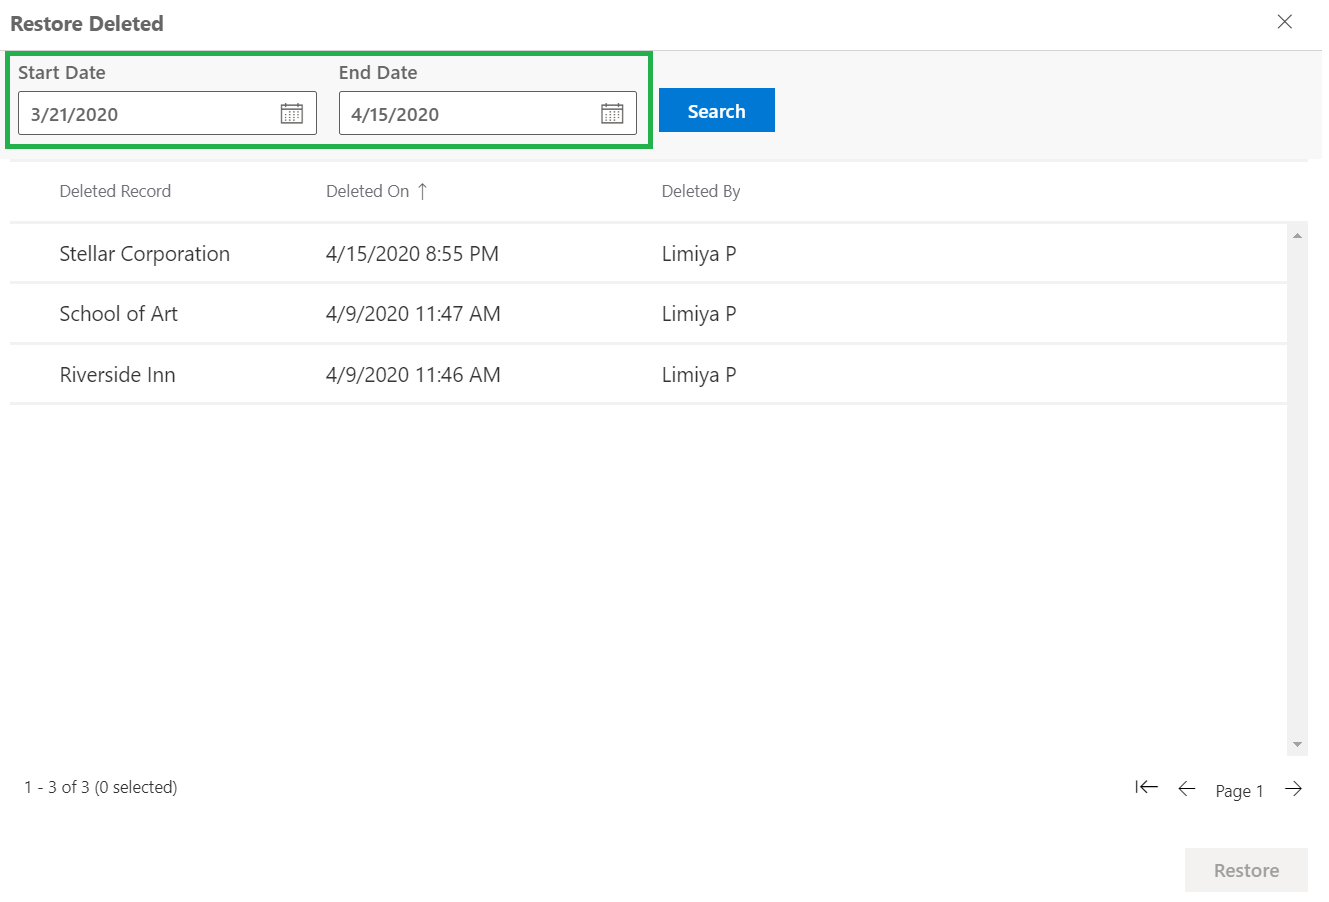 Restore Deleted
Start Date End Date
3/21/2020 4/15/2020 Search
Deleted Record Deleted On ↑ Deleted By
Stellar Corporation 4/15/2020 8:55 PM Limiya P
School of Art 4/9/2020 11:47 AM Limiya P
Riverside Inn 4/9/2020 11:46 AM Limiya P
1 - 3 of 3 (0 selected) Page 1
Restore